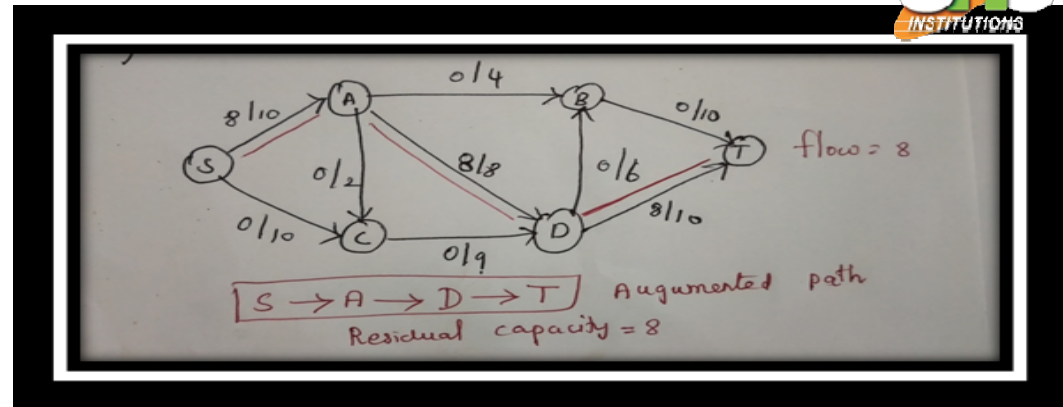 INSTITUTIONS
0/4
A
B
8/10
0/10
S
0/2
8/8
0/6
T
flow = 8
0/10
C
0/9
D
8/10
S → A → D → T Augumented path
Residual capacity = 8